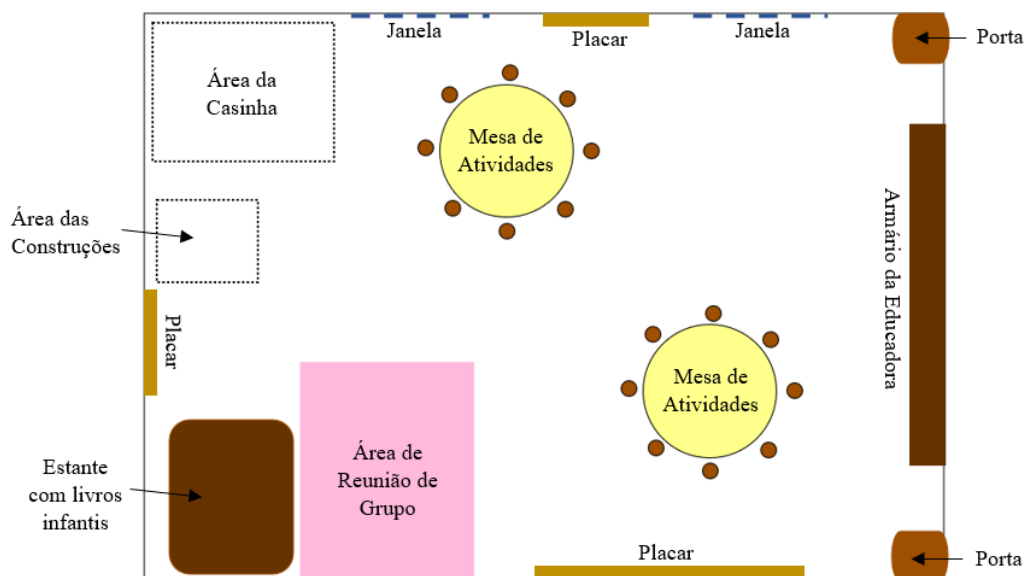 Janela
Placar
Janela
Porta
Área da
Casinha
Mesa de
Atividades
Área das
Construções
Armário da Educadora
Placar
Mesa de
Atividades
Área de
Reunião de
Grupo
Estante
com livros
infantis
Placar
Porta